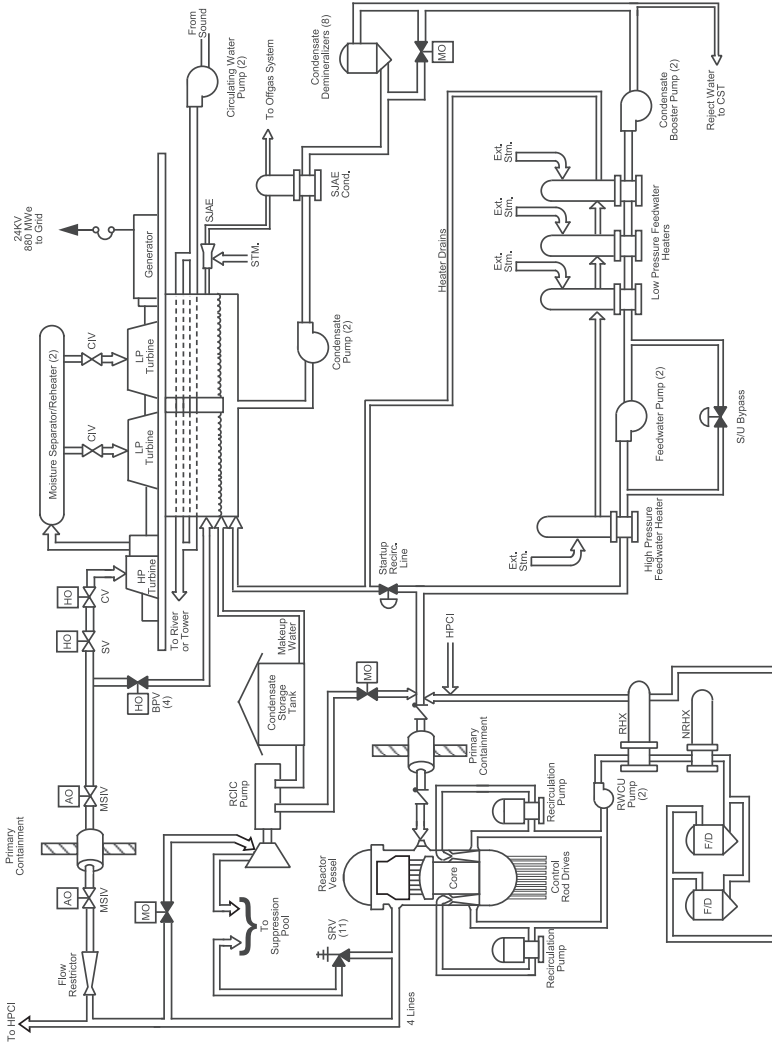 To HPCI
Flow
Restrictor
MO
AO
MSIV
Primary
Containment
AO
MSIV
HO
SV
HO
CV
HO
BPV
(4)
HP
Turbine
Moisture Separator/Reheater (2)
CIV
CIV
LP
Turbine
LP
Turbine
Generator
24KV
880 MWe
to Grid
From
Sound
Circulating Water
Pump (2)
To River
or Tower
SJAE
STM.
To Offgas System
SJAE
Cond.
Condensate
Pump (2)
Condensate
Demineralizers (8)
MO
Condensate
Booster Pump (2)
Reject Water
to CST
Heater Drains
Ext.
Stm.
Ext.
Stm.
Ext.
Stm.
Low Pressure Feedwater
Heaters
Feedwater Pump (2)
S/U Bypass
Ext.
Stm.
High Pressure
Feedwater Heater
Startup
Recirc.
Line
Makeup
Water
Condensate
Storage
Tank
RCIC
Pump
MO
HPCI
Primary
Containment
To
Suppression
Pool
SRV
(11)
4 Lines
Reactor
Vessel
Core
Control
Rod Drives
Recirculation
Pump
Recirculation
Pump
RWCU
Pump
(2)
RHX
NRHX
F/D
F/D